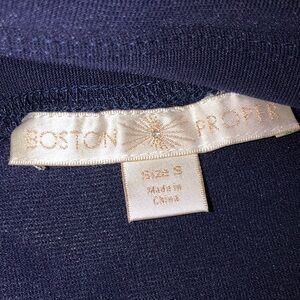 BOSTON PROPER
Size S
Made in
China